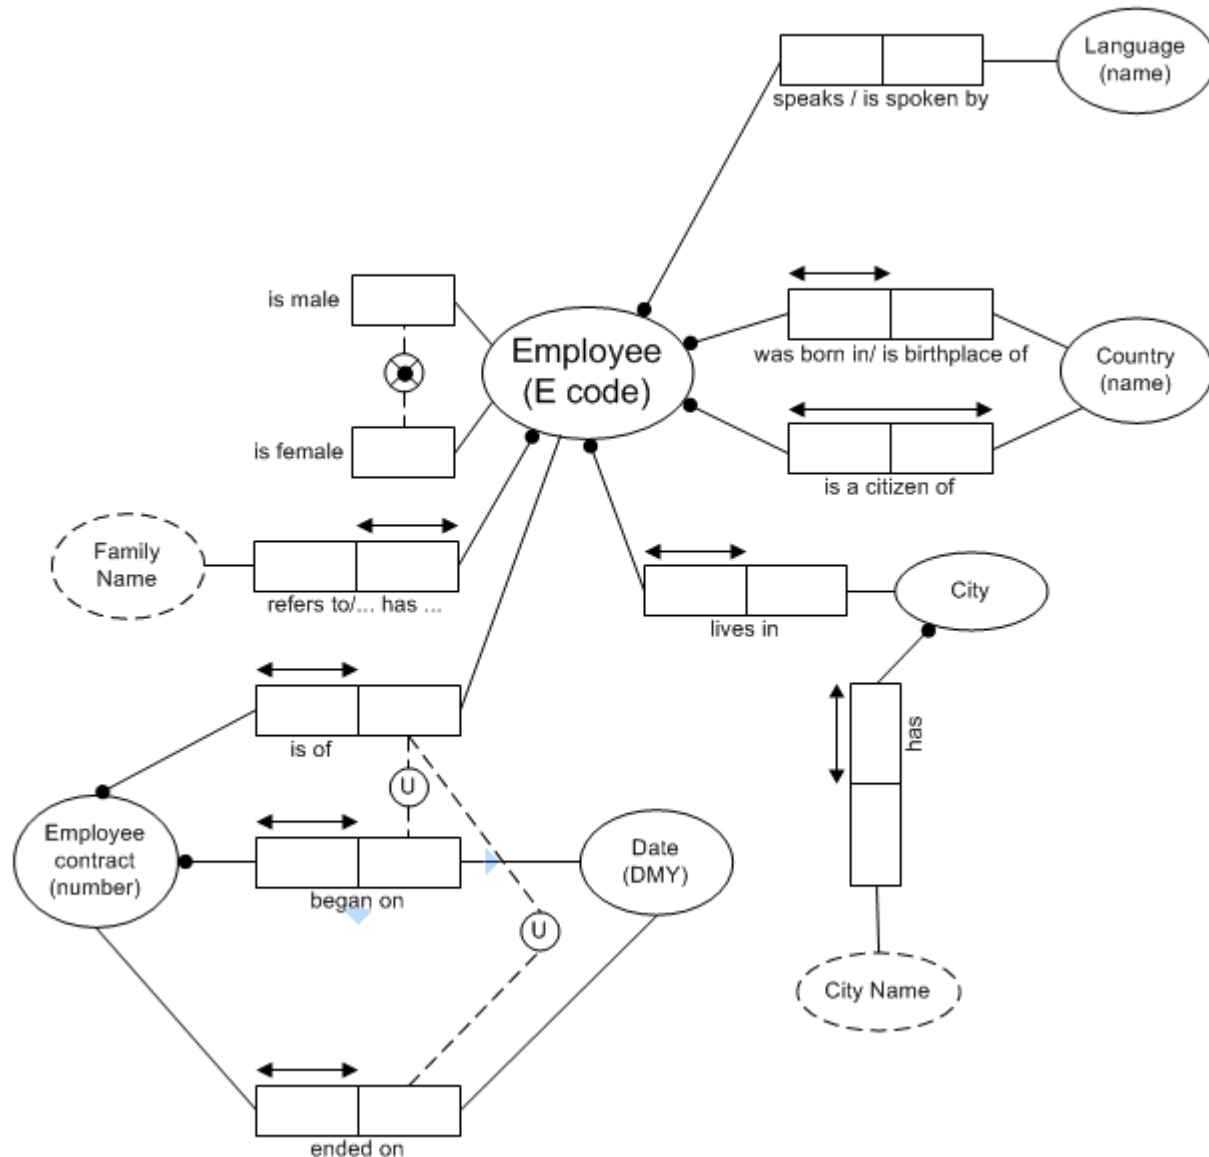 Language
(name)
speaks / is spoken by
is male
Employee
(E code)
was born in/ is birthplace of
Country
(name)
is female
is a citizen of
Family
Name
refers to/... has ...
lives in
City
has
is of
U
Employee
contract
(number)
began on
Date
(DMY)
U
City Name
ended on